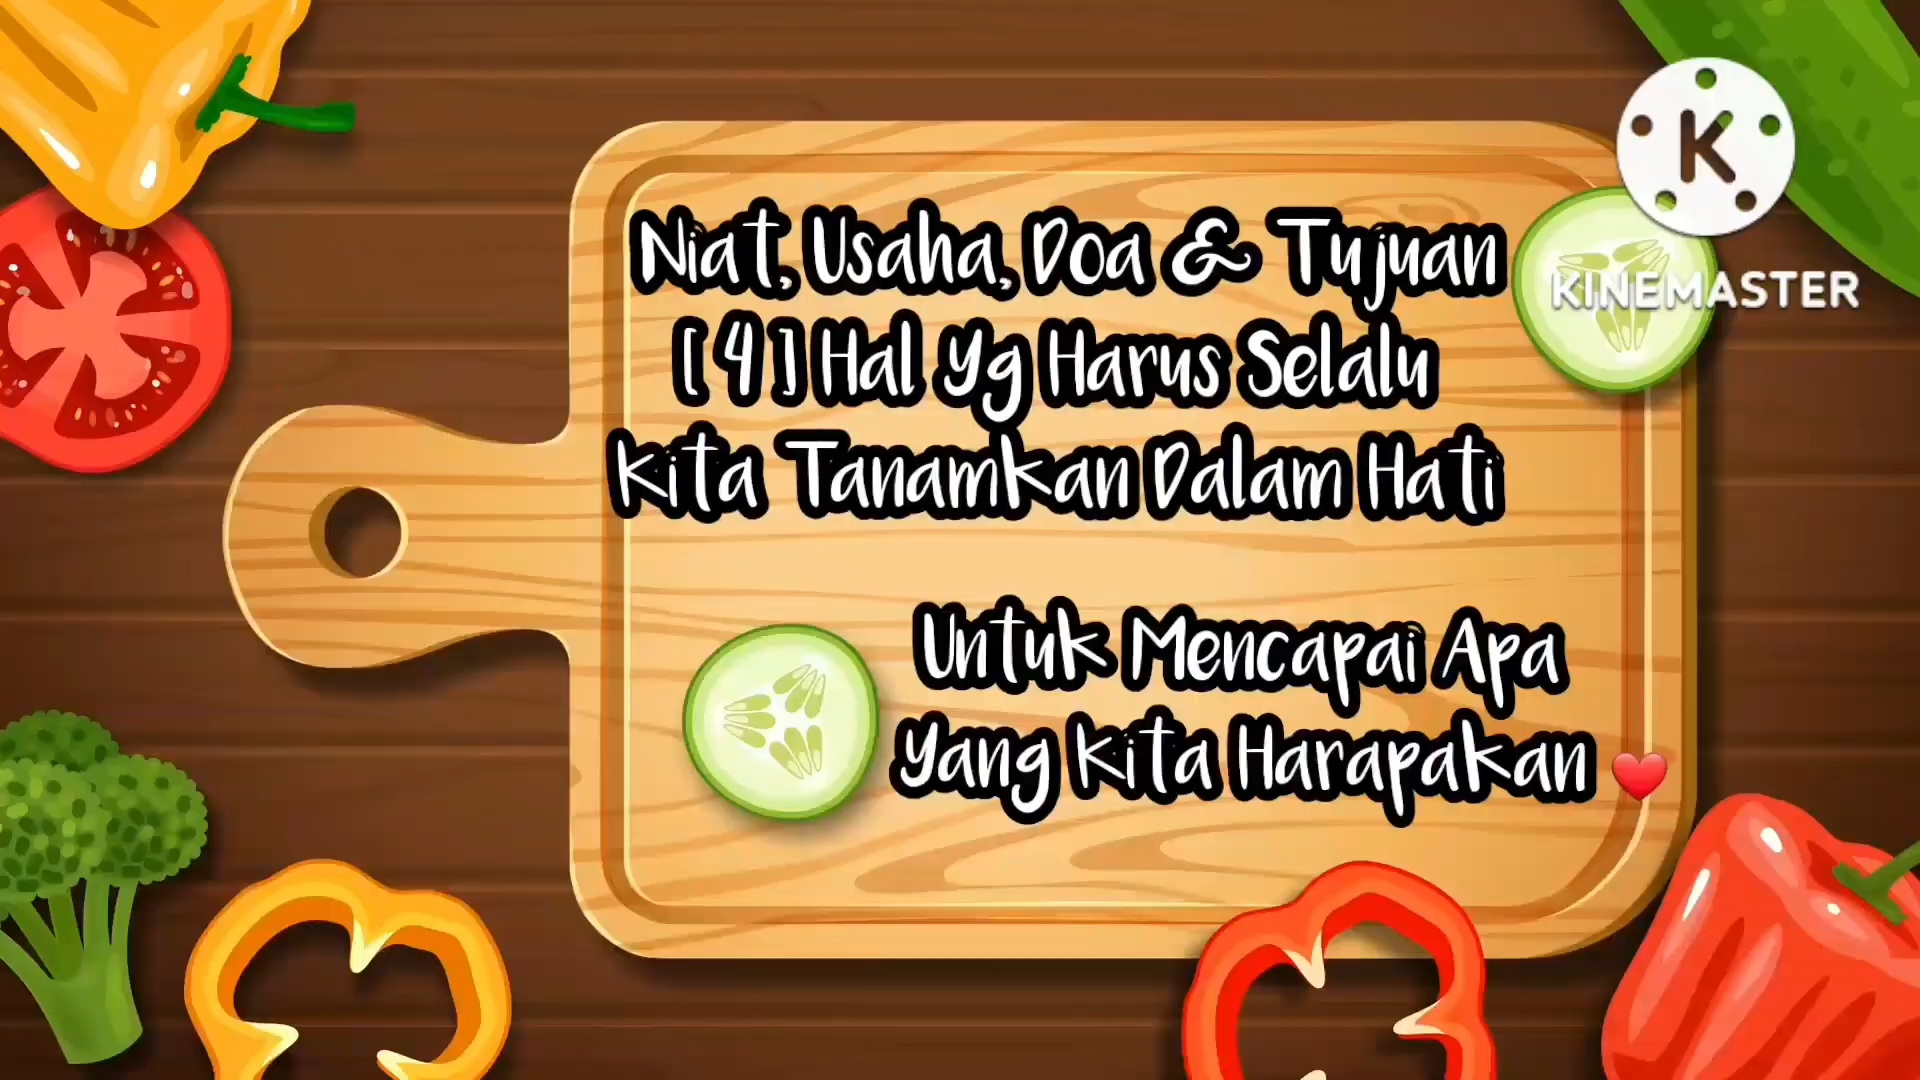 Niat, Usaha, Doa & Tujuan
[ 4 ] Hal Yg Harus Selalu
Kita Tanamkan Dalam Hati
Untuk Mencapai Apa
Yang Kita Harapakan ❤️
K
KINEMASTER